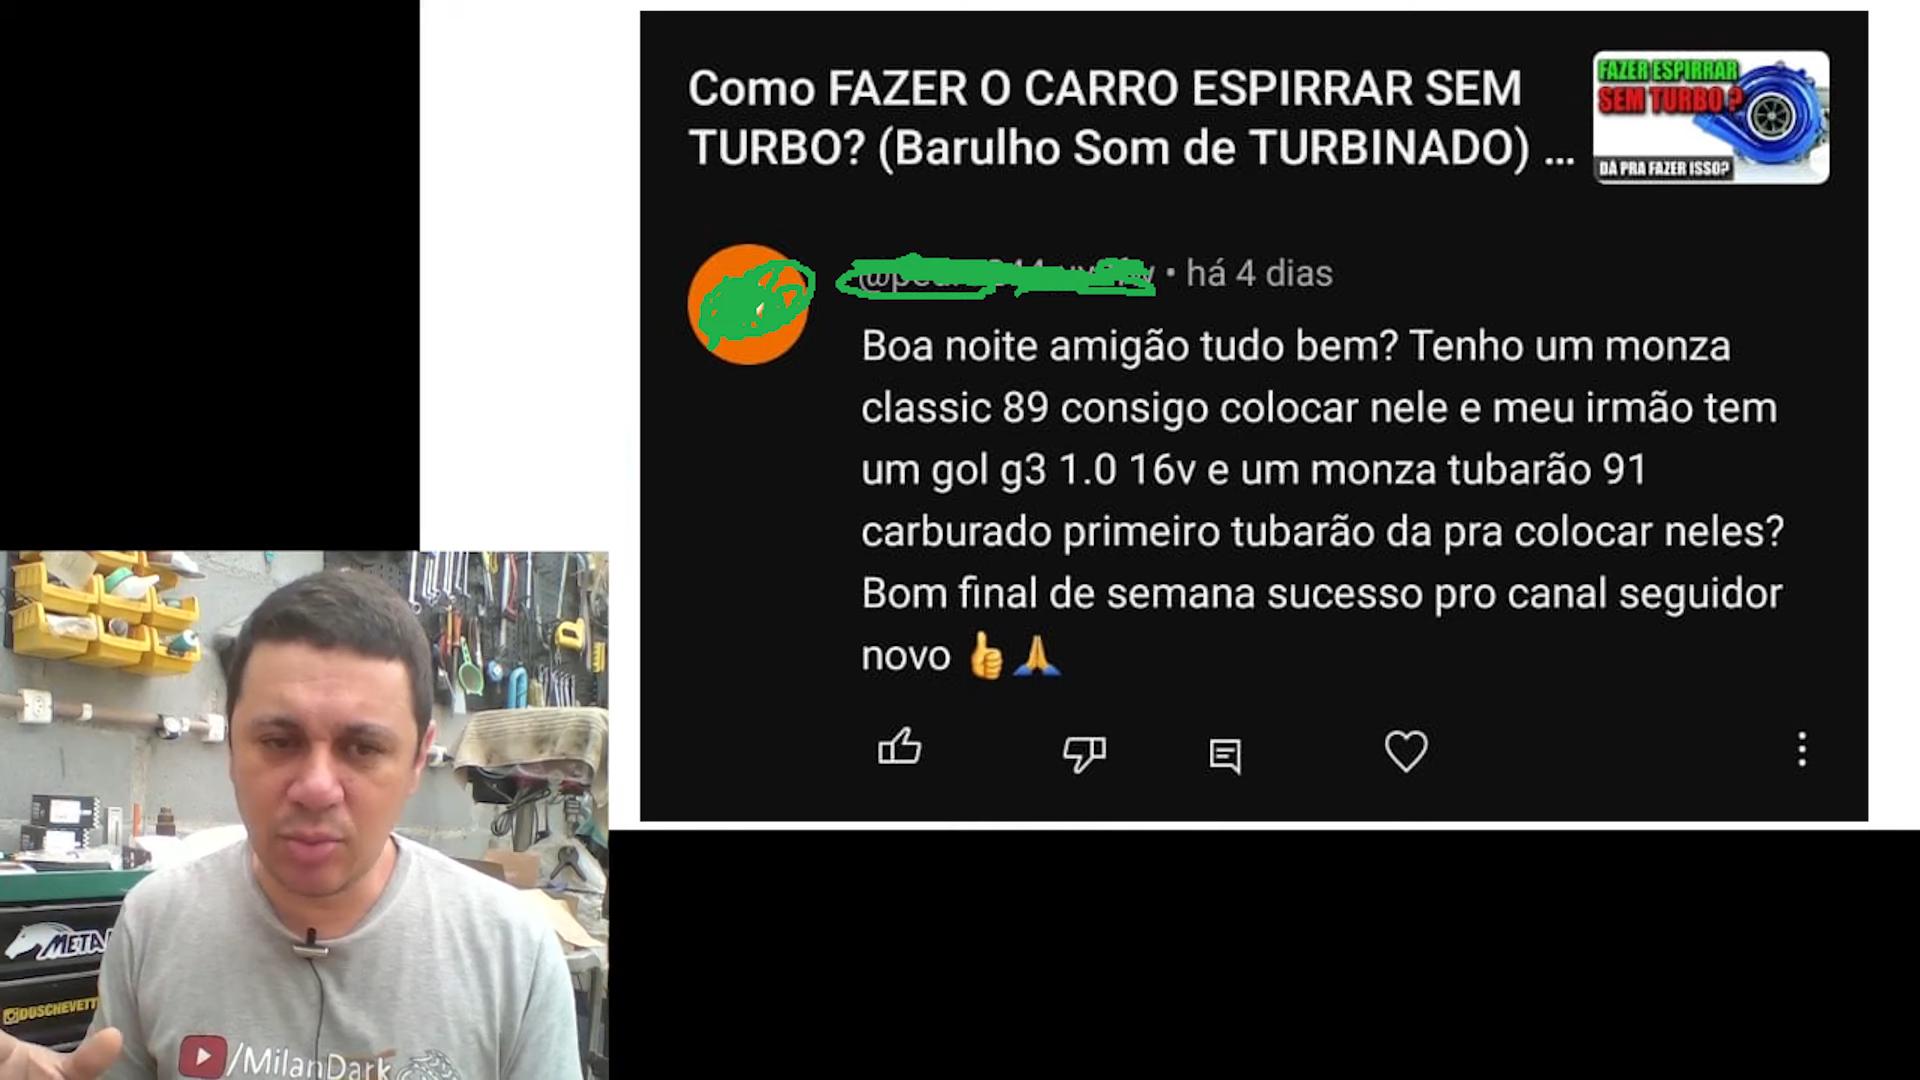 Como FAZER O CARRO ESPIRRAR SEM
TURBO? (Barulho Som de TURBINADO) ...
FAZER ESPIRRAR
SEM TURBO ?
DÁ PRA FAZER ISSO?
• há 4 dias
Boa noite amigão tudo bem? Tenho um monza
classic 89 consigo colocar nele e meu irmão tem
um gol g3 1.0 16v e um monza tubarão 91
carburado primeiro tubarão da pra colocar neles?
Bom final de semana sucesso pro canal seguidor
novo 👍🙏
META
@DUSCHEVETT
/MilanDark